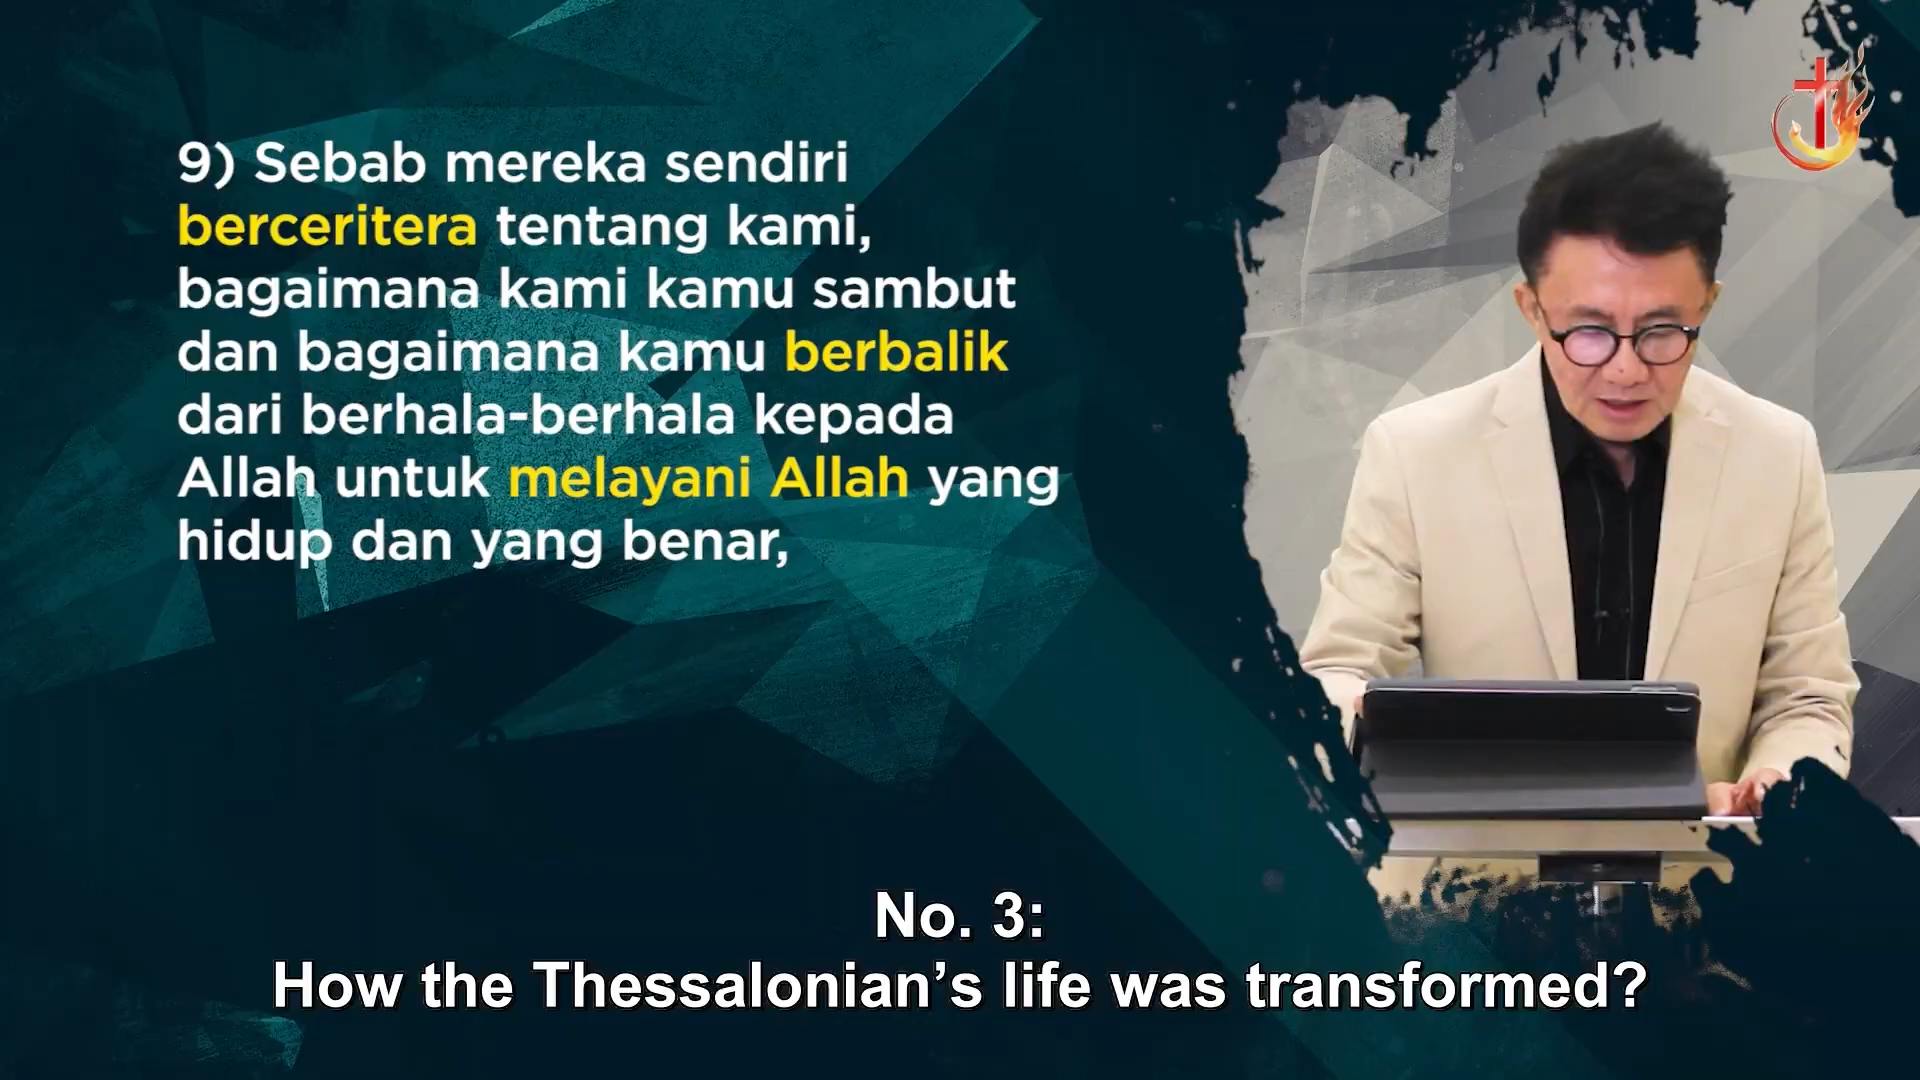 9) Sebab mereka sendiri
berceritera tentang kami,
bagaimana kami kamu sambut
dan bagaimana kamu berbalik
dari berhala-berhala kepada
Allah untuk melayani Allah yang
hidup dan yang benar,
No. 3:
How the Thessalonian’s life was transformed?